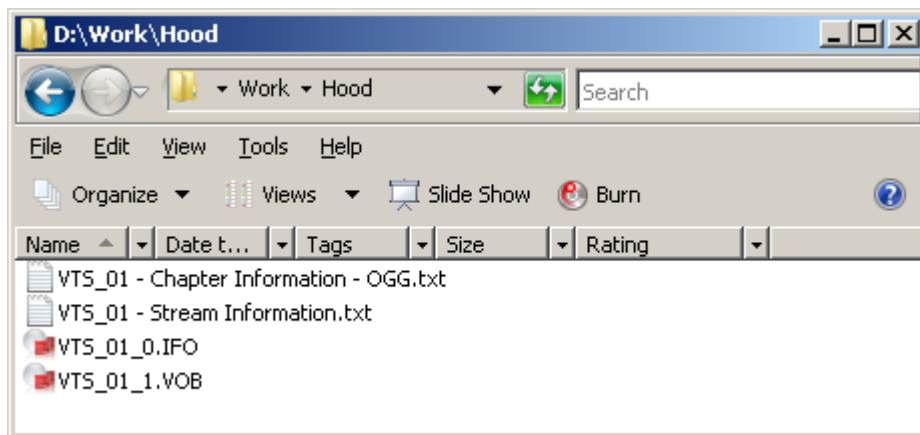 D:\Work\Hood
Work Hood Search
File Edit View Tools Help
Organize Views Slide Show Burn
Name Date t... Tags Size Rating
VTS_01 - Chapter Information - OGG.txt
VTS_01 - Stream Information.txt
VTS_01_0.IFO
VTS_01_1.VOB